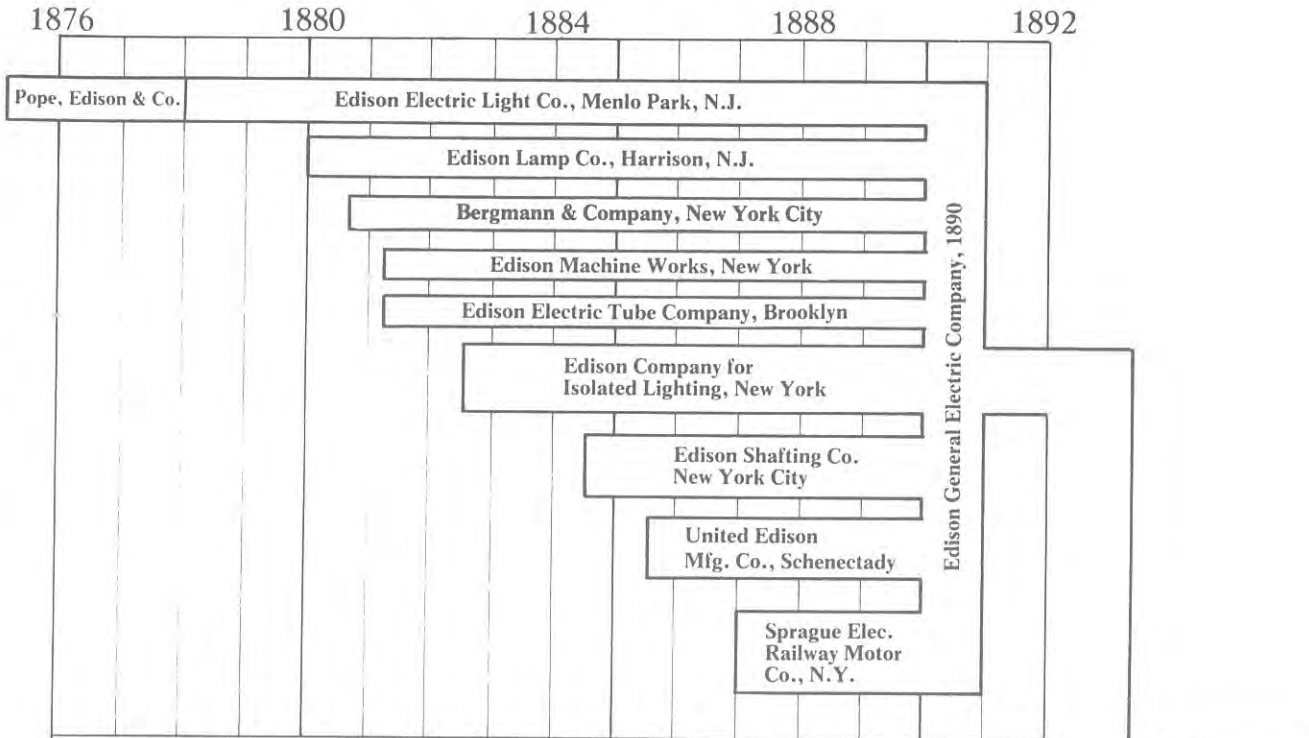 1876 1880 1884 1888 1892
Pope, Edison & Co.
Edison Electric Light Co., Menlo Park, N.J.
Edison Lamp Co., Harrison, N.J.
Bergmann & Company, New York City
Edison Machine Works, New York
Edison Electric Tube Company, Brooklyn
Edison Company for
Isolated Lighting, New York
Edison Shafting Co.
New York City
United Edison
Mfg. Co., Schenectady
Sprague Elec.
Railway Motor
Co., N.Y.
Edison General Electric Company, 1890